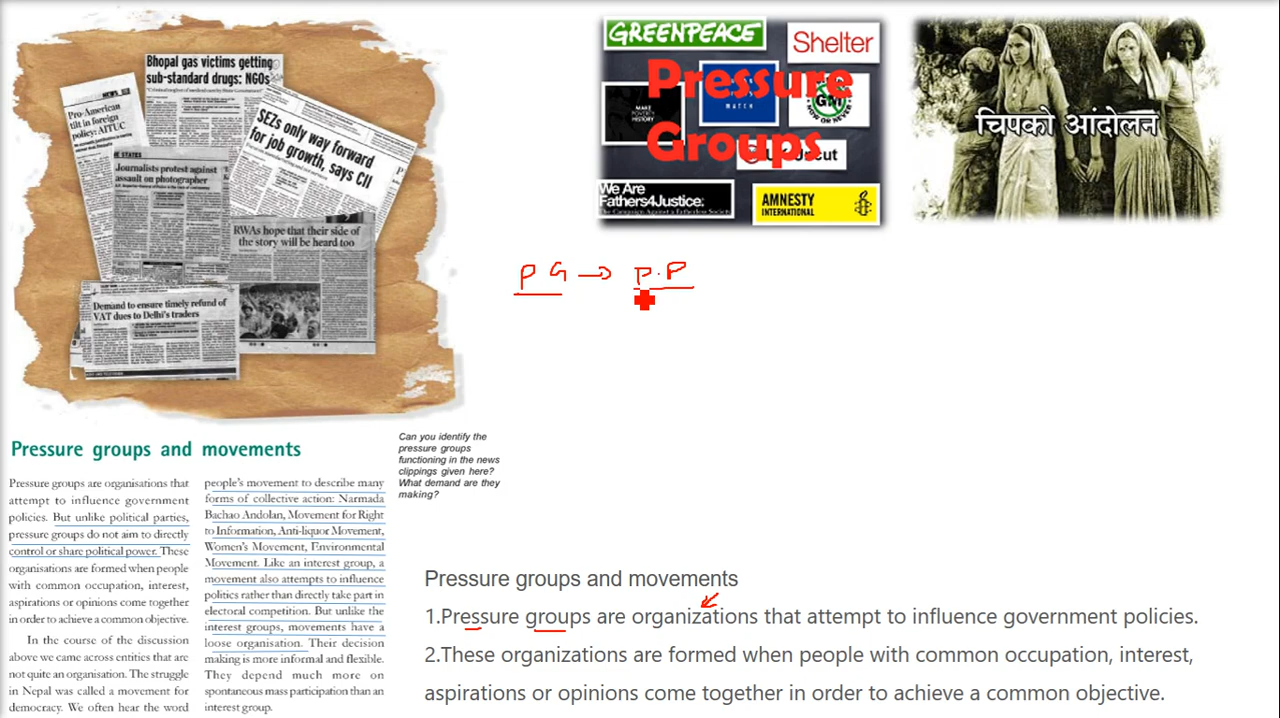 Bhopal gas victims getting
sub-standard drugs: NGOs
Pro-American
tilt in foreign
policy: AITUC
THE STATES
Journalists protest against
assault on photographer
SEZs only way forward
for job growth, says CII
RWAs hope that their side of
the story will be heard too
Demand to ensure timely refund of
VAT dues to Delhi's traders
GREENPEACE
Shelter
Pressure
Groups
MAKE
POVERTY
HISTORY
WATCH
Uncut
We Are
Fathers4Justice.
AMNESTY
INTERNATIONAL
चिपको आंदोलन
P G → P.P
Pressure groups and movements
Can you identify the
pressure groups
functioning in the news
clippings given here?
What demand are they
making?
Pressure groups are organisations that
attempt to influence government
policies. But unlike political parties,
pressure groups do not aim to directly
control or share political power. These
organisations are formed when people
with common occupation, interest,
aspirations or opinions come together
in order to achieve a common objective.
In the course of the discussion
above we came across entities that are
not quite an organisation. The struggle
in Nepal was called a movement for
democracy. We often hear the word
people's movement to describe many
forms of collective action: Narmada
Bachao Andolan, Movement for Right
to Information, Anti-liquor Movement,
Women's Movement, Environmental
Movement. Like an interest group, a
movement also attempts to influence
politics rather than directly take part in
electoral competition. But unlike the
interest groups, movements have a
loose organisation. Their decision
making is more informal and flexible.
They depend much more on
spontaneous mass participation than an
interest group.
Pressure groups and movements
1.Pressure groups are organizations that attempt to influence government policies.
2.These organizations are formed when people with common occupation, interest,
aspirations or opinions come together in order to achieve a common objective.